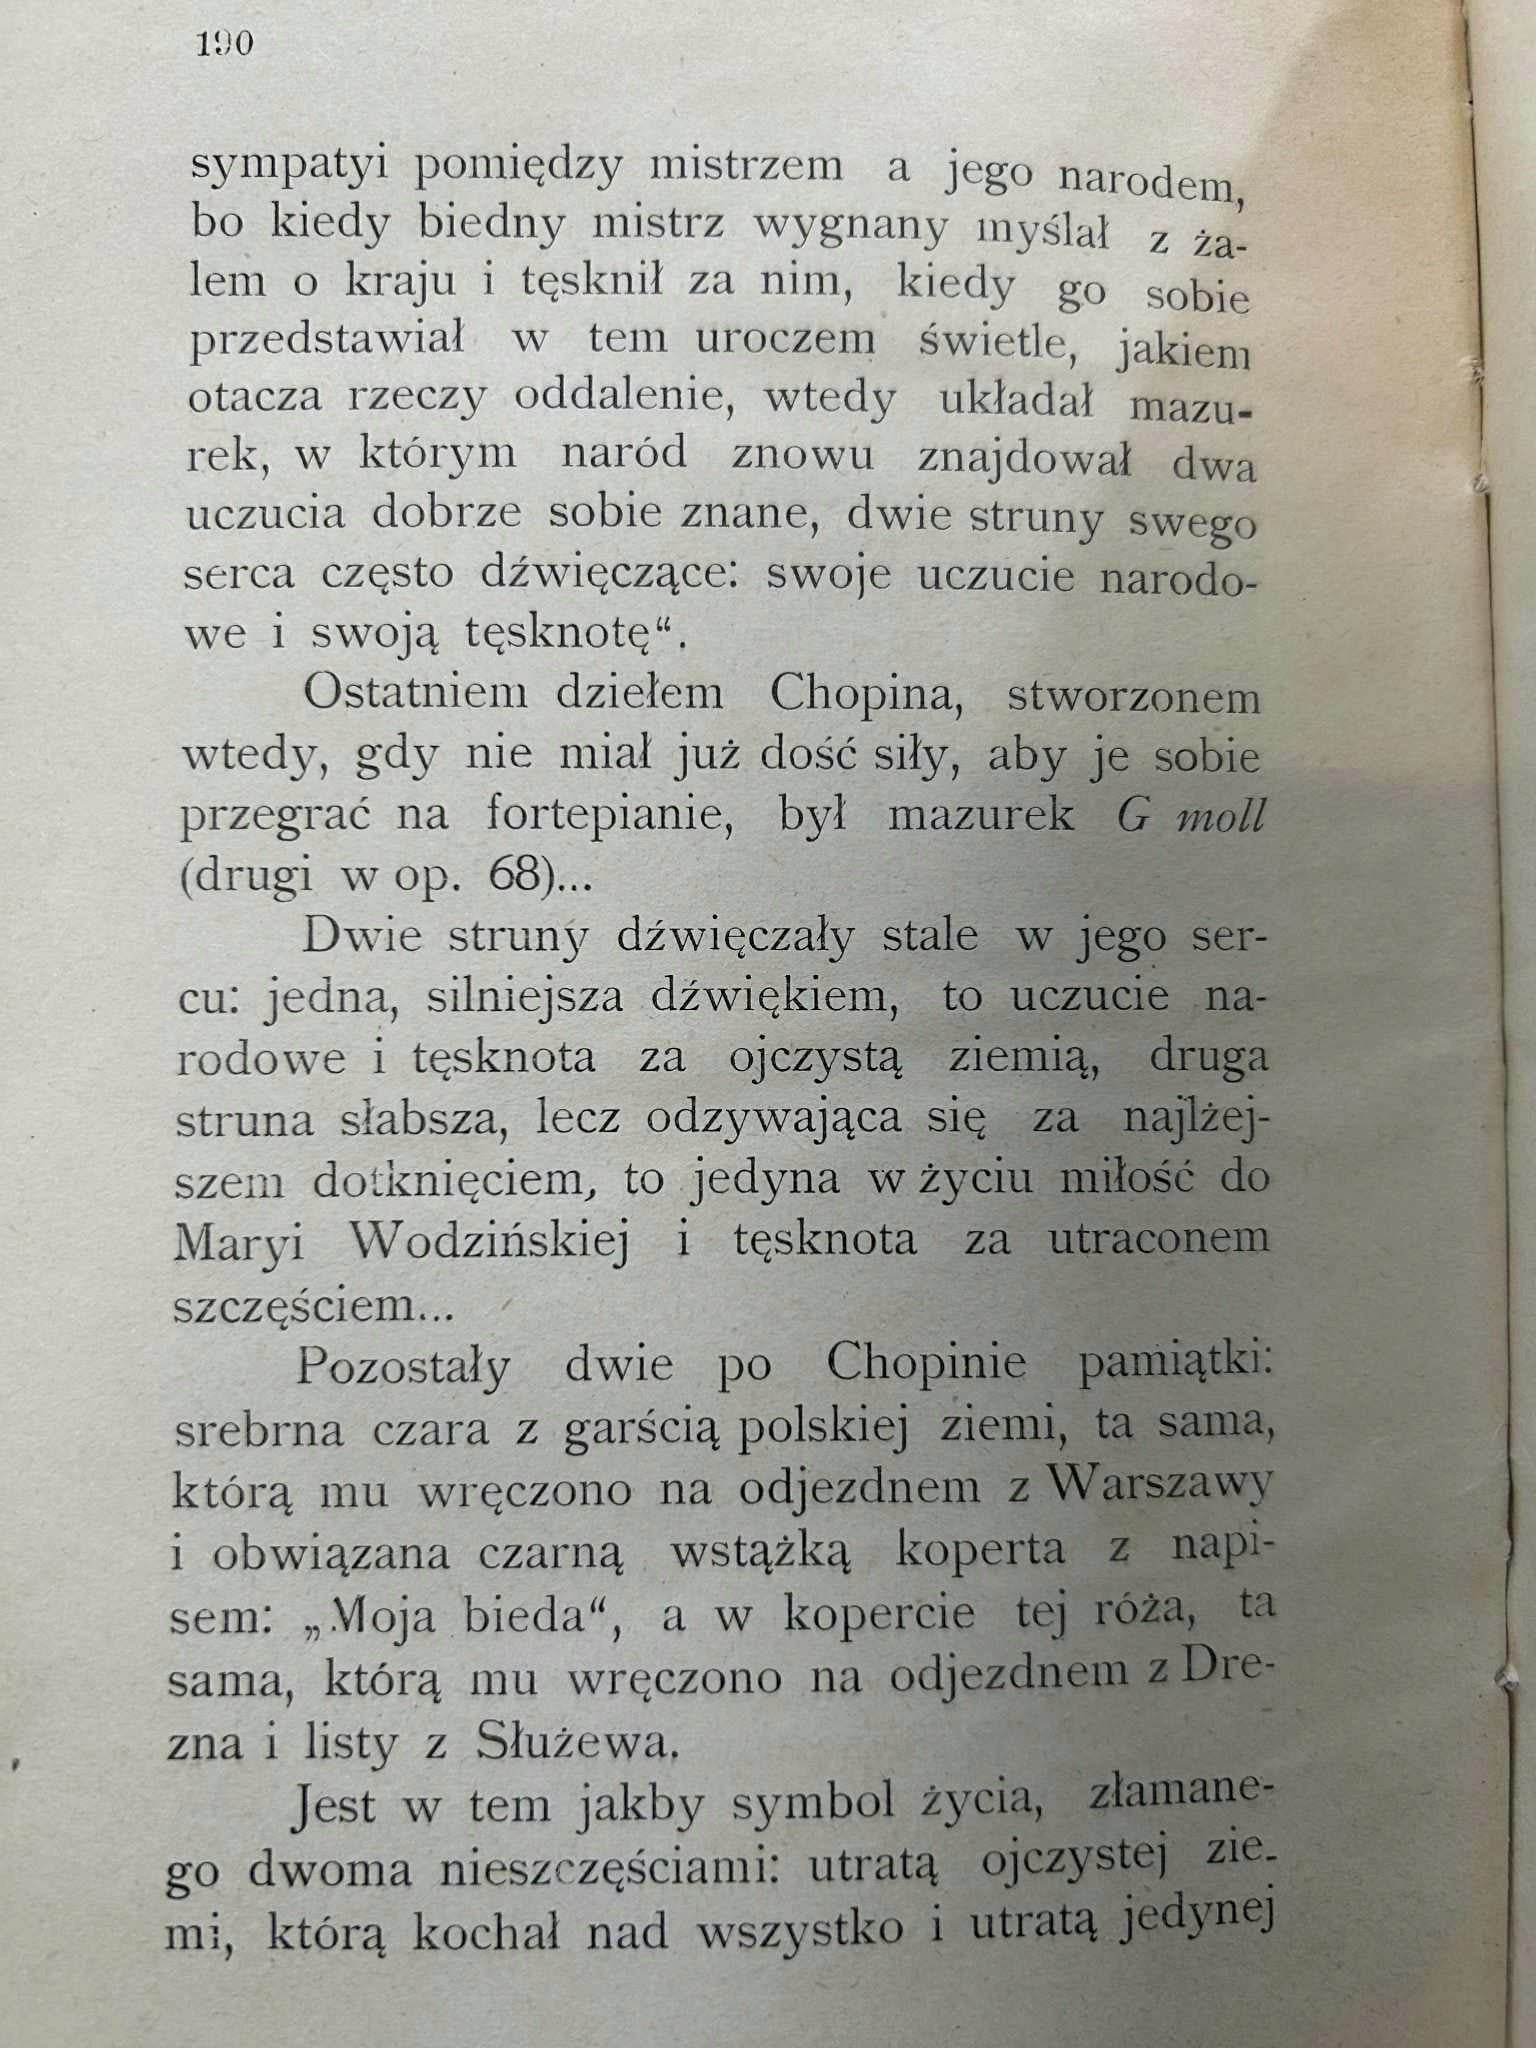 190
sympatyi pomiędzy mistrzem a jego narodem,
bo kiedy biedny mistrz wygnany myślał z ża-
lem o kraju i tęsknił za nim, kiedy go sobie
przedstawiał w tem uroczem świetle, jakiem
otacza rzeczy oddalenie, wtedy układał mazu-
rek, w którym naród znowu znajdował dwa
uczucia dobrze sobie znane, dwie struny swego
serca często dźwięczące: swoje uczucie narodo-
we i swoją tęsknotę“.
Ostatniem dziełem Chopina, stworzonem
wtedy, gdy nie miał już dość siły, aby je sobie
przegrać na fortepianie, był mazurek G moll
(drugi w op. 68)...
Dwie struny dźwięczały stale w jego ser-
cu: jedna, silniejsza dźwiękiem, to uczucie na-
rodowe i tęsknota za ojczystą ziemią, druga
struna słabsza, lecz odzywająca się za najlżej-
szem dotknięciem, to jedyna w życiu miłość do
Maryi Wodzińskiej i tęsknota za utraconem
szczęściem...
Pozostały dwie po Chopinie pamiątki:
srebrna czara z garścią polskiej ziemi, ta sama,
którą mu wręczono na odjezdnem z Warszawy
i obwiązana czarną wstążką koperta z napi-
sem: „Moja bieda“, a w kopercie tej róża, ta
sama, którą mu wręczono na odjezdnem z Dre-
zna i listy z Służewa.
Jest w tem jakby symbol życia, złamane-
go dwoma nieszczęściami: utratą ojczystej zie-
mi, którą kochał nad wszystko i utratą jedynej